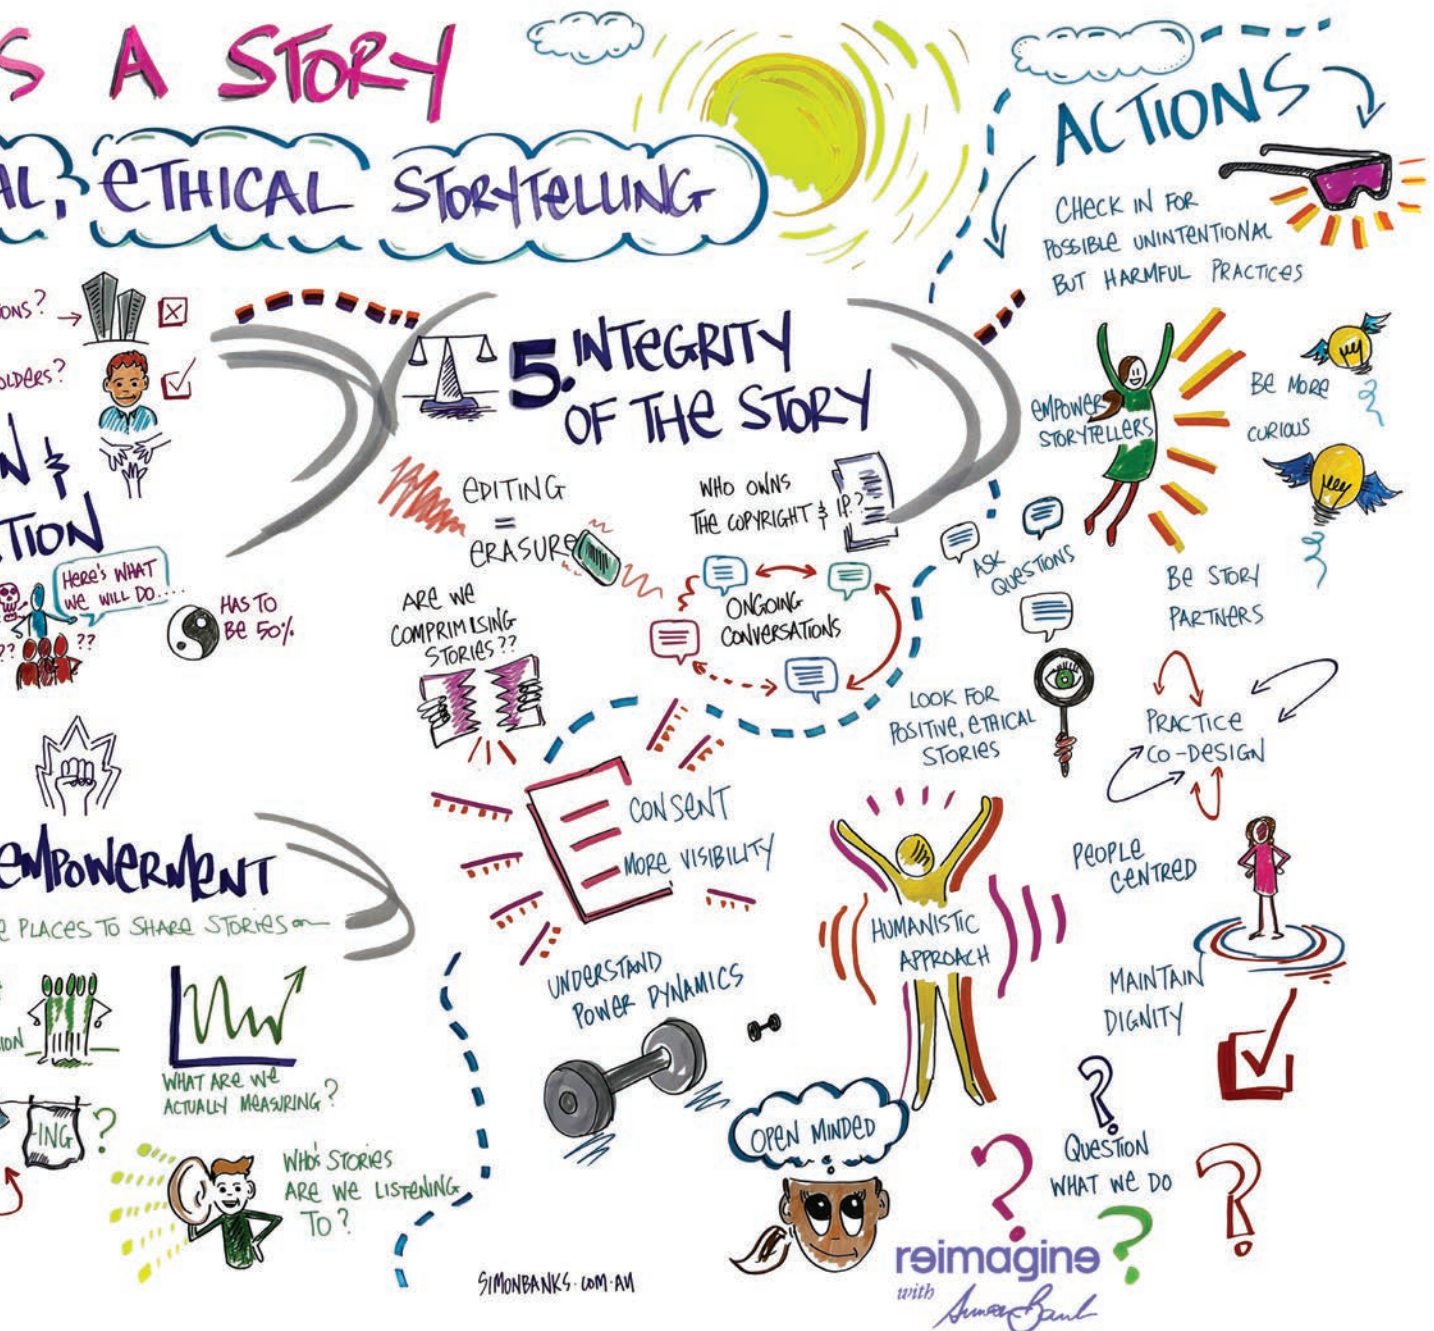 S A STORY
AL, ETHICAL STORYTELLING
IONS?
OLDERS?
N &
TION
HERE'S WHAT
WE WILL DO....
??
??
HAS TO
BE 50%
EMPOWERMENT
E PLACES TO SHARE STORIES
ION
WHAT ARE WE
ACTUALLY MEASURING?
-ING ?
WHO'S STORIES
ARE WE LISTENING
TO?
5. INTEGRITY
OF THE STORY
EDITING
=
ERASURE
WHO OWNS
THE COPYRIGHT & I.P.?
ARE WE
COMPRIMISING
STORIES??
ONGOING
CONVERSATIONS
CONSENT
MORE VISIBILITY
UNDERSTAND
POWER DYNAMICS
OPEN MINDED
HUMANISTIC
APPROACH
ACTIONS
CHECK IN FOR
POSSIBLE UNINTENTIONAL
BUT HARMFUL PRACTICES
EMPOWER
STORYTELLERS
BE MORE
CURIOUS
ASK
QUESTIONS
BE STORY
PARTNERS
LOOK FOR
POSITIVE, ETHICAL
STORIES
PRACTICE
CO-DESIGN
PEOPLE
CENTRED
MAINTAIN
DIGNITY
?
QUESTION
WHAT WE DO
? ? ?
SIMONBANKS.COM.AU
reimagine
with